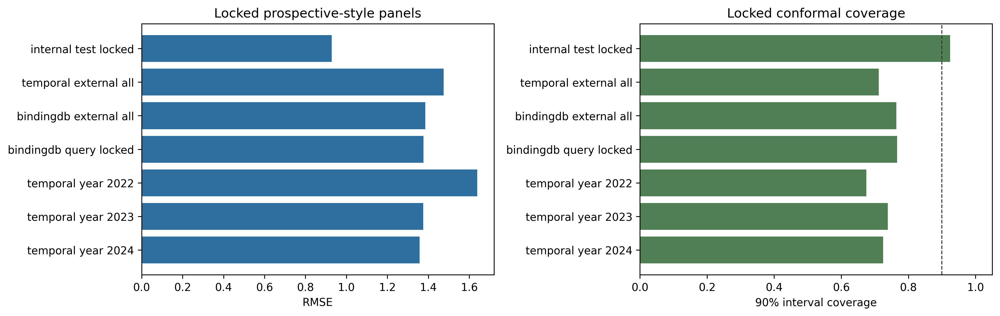 Locked prospective-style panels
internal test locked
temporal external all
bindingdb external all
bindingdb query locked
temporal year 2022
temporal year 2023
temporal year 2024
0.0 0.2 0.4 0.6 0.8 1.0 1.2 1.4 1.6
RMSE
Locked conformal coverage
internal test locked
temporal external all
bindingdb external all
bindingdb query locked
temporal year 2022
temporal year 2023
temporal year 2024
0.0 0.2 0.4 0.6 0.8 1.0
90% interval coverage